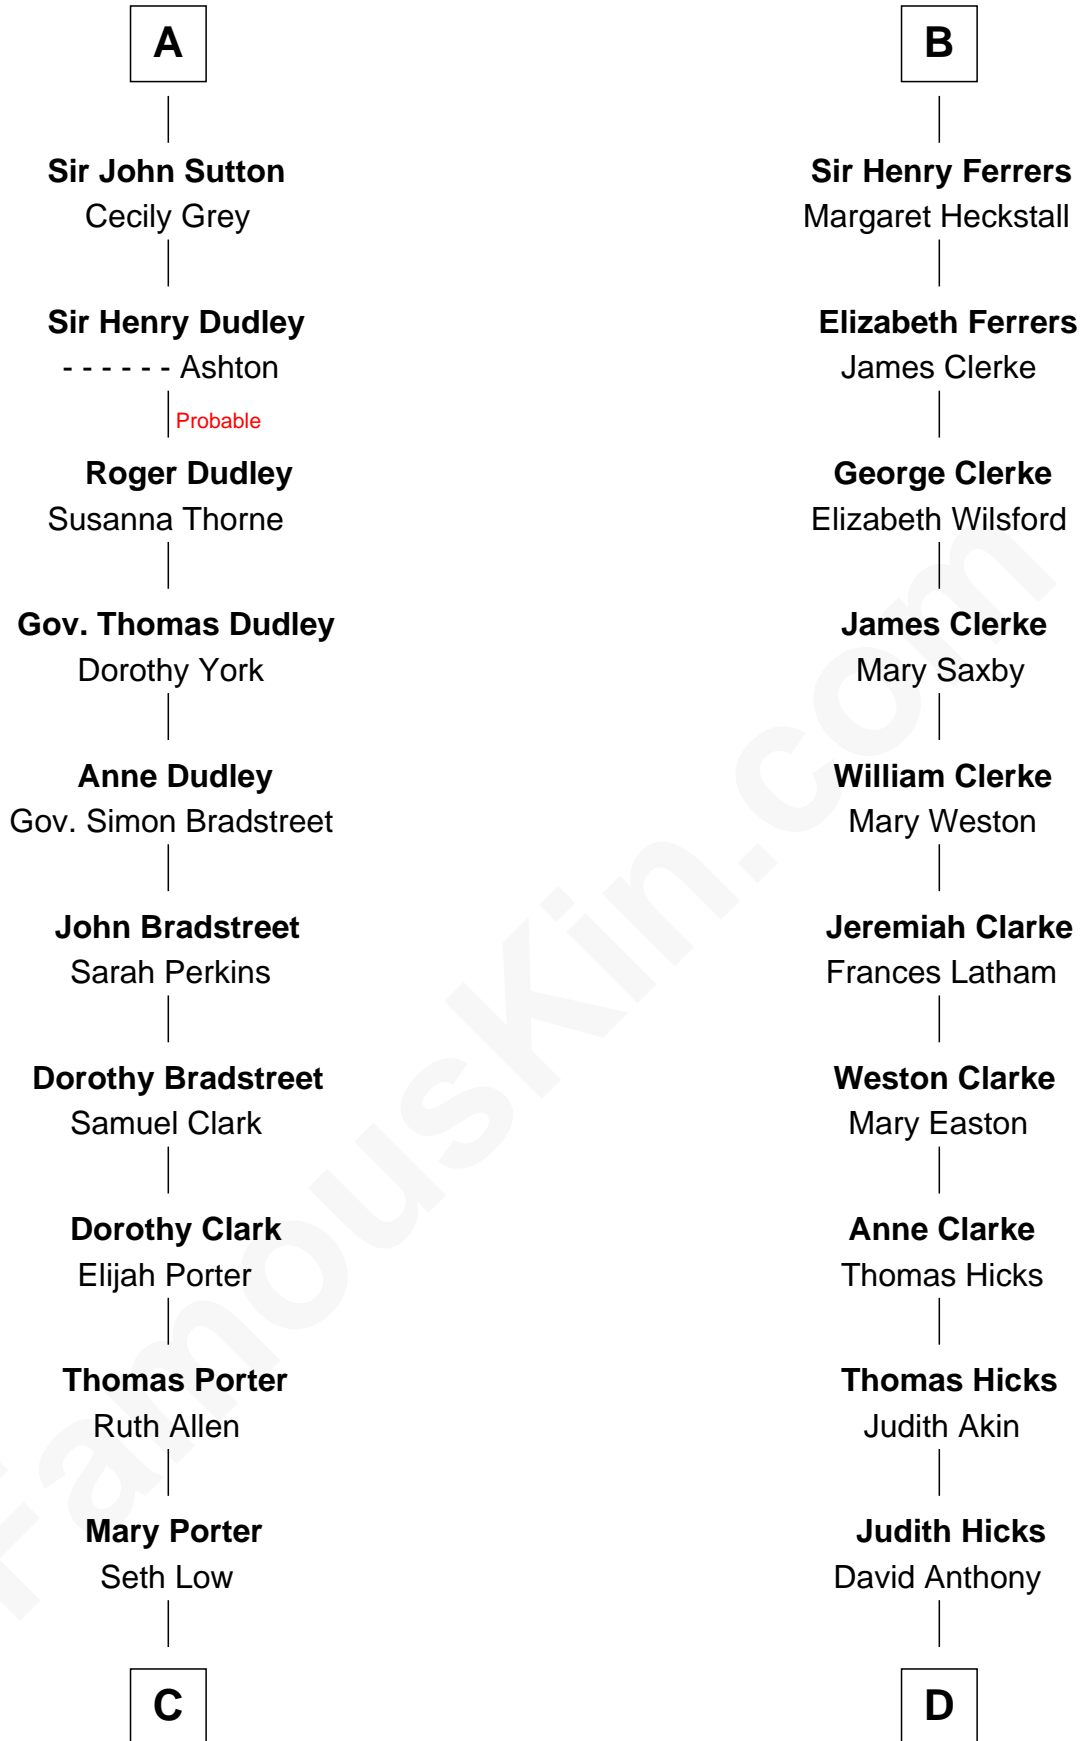 A
Sir John Sutton
Cecily Grey
Sir Henry Dudley
- - - - - - Ashton
Probable
Roger Dudley
Susanna Thorne
Gov. Thomas Dudley
Dorothy York
Anne Dudley
Gov. Simon Bradstreet
John Bradstreet
Sarah Perkins
Dorothy Bradstreet
Samuel Clark
Dorothy Clark
Elijah Porter
Thomas Porter
Ruth Allen
Mary Porter
Seth Low
C
B
Sir Henry Ferrers
Margaret Heckstall
Elizabeth Ferrers
James Clerke
George Clerke
Elizabeth Wilsford
James Clerke
Mary Saxby
William Clerke
Mary Weston
Jeremiah Clarke
Frances Latham
Weston Clarke
Mary Easton
Anne Clarke
Thomas Hicks
Thomas Hicks
Judith Akin
Judith Hicks
David Anthony
D
FamousKin.com